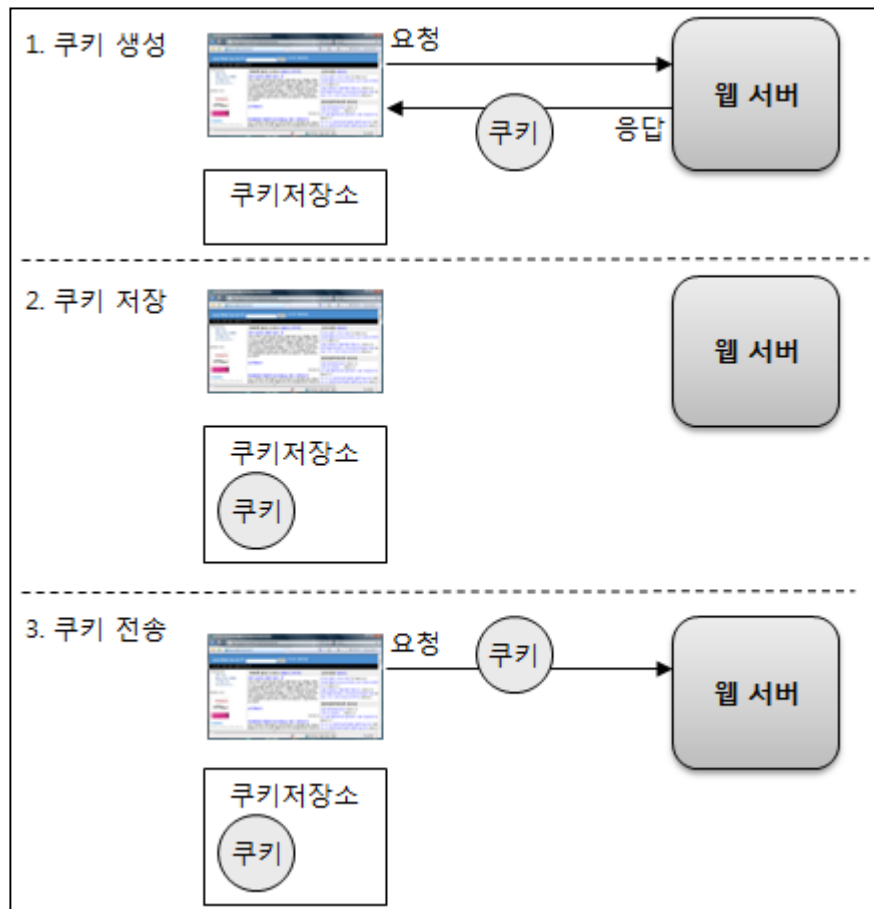 1. 쿠키 생성
요청
웹 서버
쿠키
응답
쿠키저장소
2. 쿠키 저장
웹 서버
쿠키저장소
쿠키
3. 쿠키 전송
요청
쿠키
웹 서버
쿠키저장소
쿠키